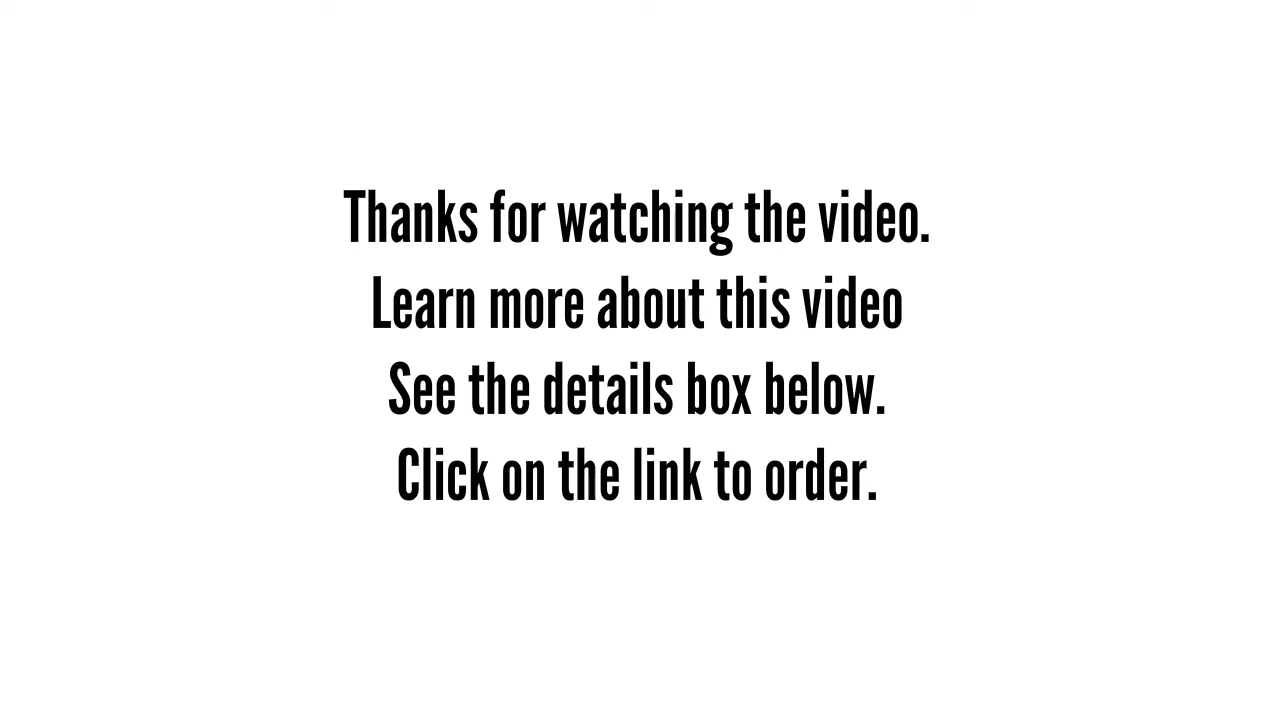 Thanks for watching the video.
Learn more about this video
See the details box below.
Click on the link to order.